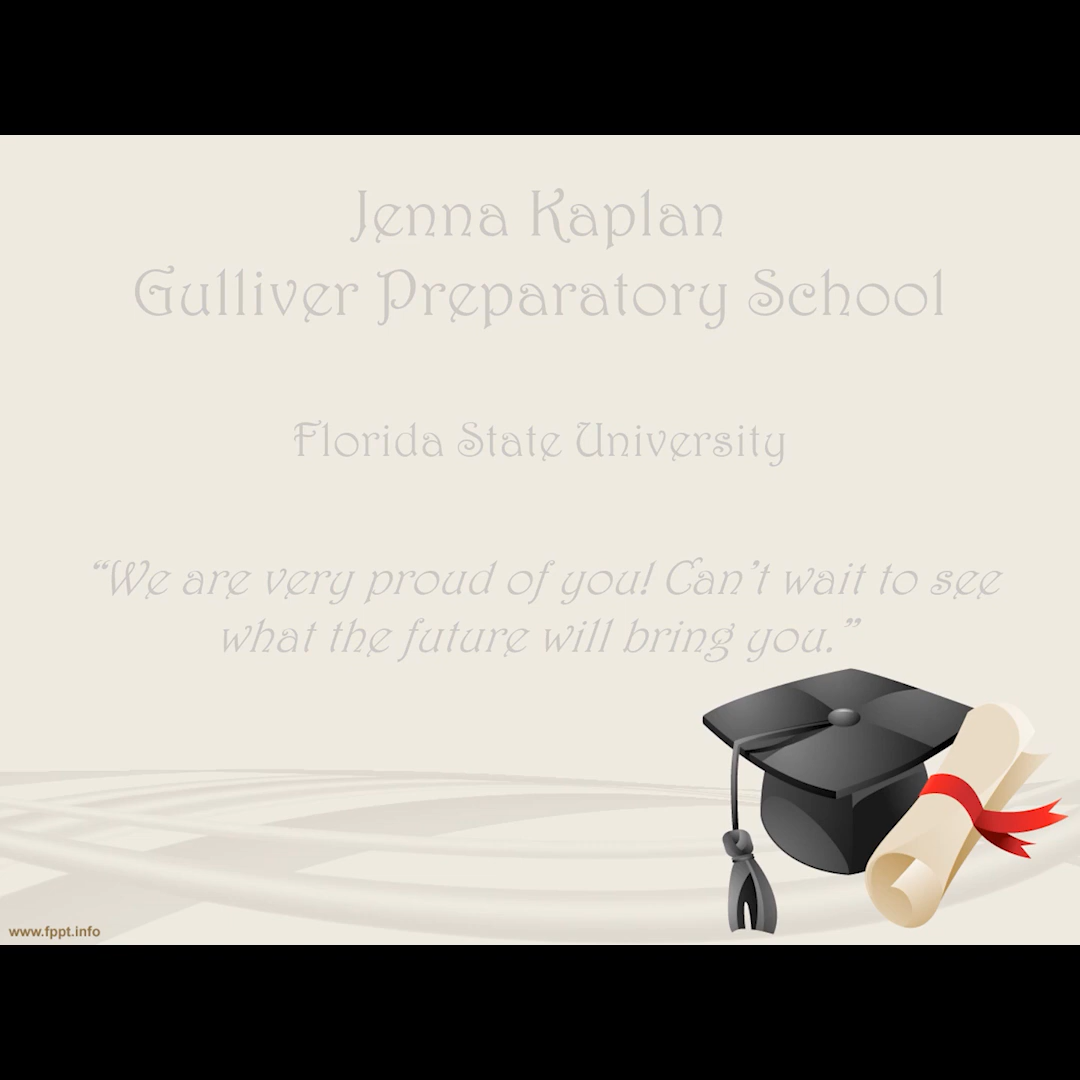 Jenna Kaplan
Gulliver Preparatory School
Florida State University
“We are very proud of you! Can’t wait to see
what the future will bring you.”
www.fppt.info